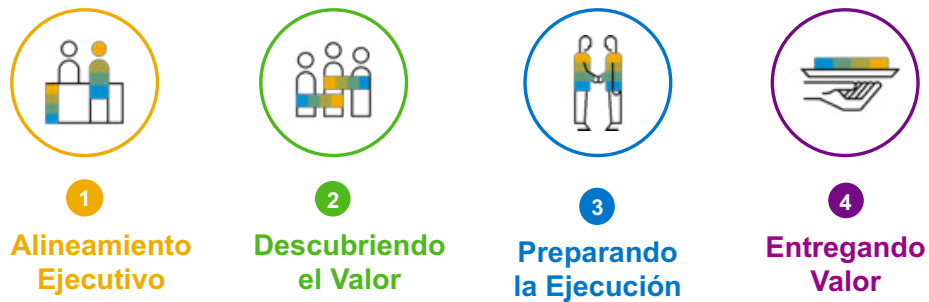 1
Alineamiento
Ejecutivo
2
Descubriendo
el Valor
3
Preparando
la Ejecución
4
Entregando
Valor